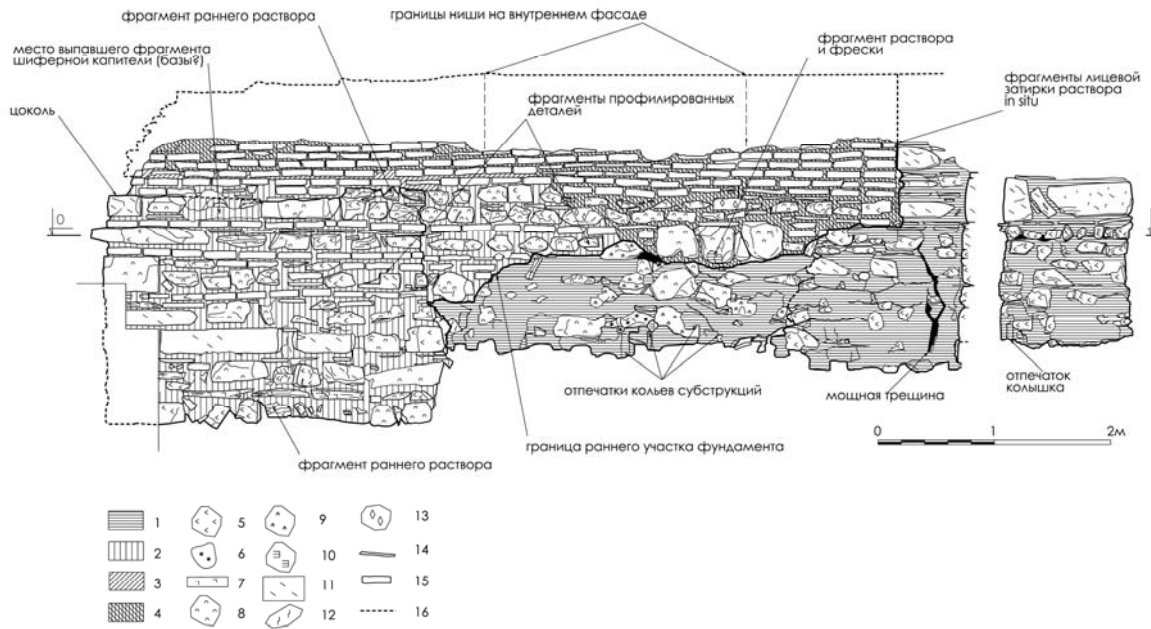 фрагмент раннего раствора
границы ниши на внутреннем фасаде
место выпавшего фрагмента
шиферной капители (базы?)
фрагмент раствора
и фрески
цоколь
фрагменты профилированных
деталей
фрагменты лицевой
затирки раствора
in situ
0
отпечатки кольев субструкций
мощная трещина
отпечаток
колышка
граница раннего участка фундамента
фрагмент раннего раствора
0 1 2м
1 5 9 13
2 6 10 14
3 7 11 15
4 8 12 16